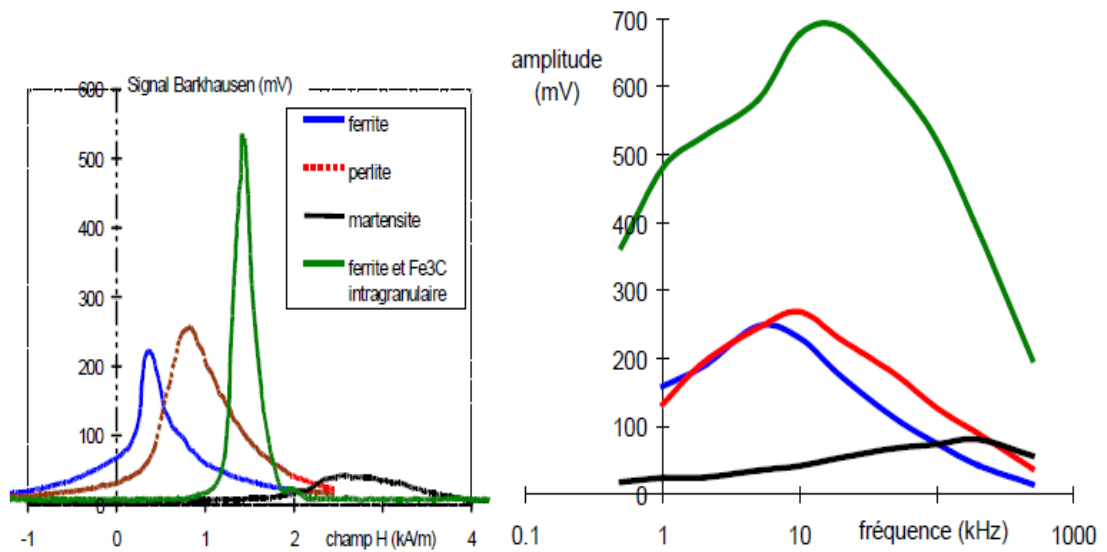 Signal Barkhausen (mV)
600
500
400
300
200
100
0
-1 0 1 2 champ H (kA/m) 4
ferrite
perlite
martensite
ferrite et Fe3C
intragranulaire
amplitude
(mV)
700
600
500
400
300
200
100
0
0.1 1 10 fréquence (kHz) 1000